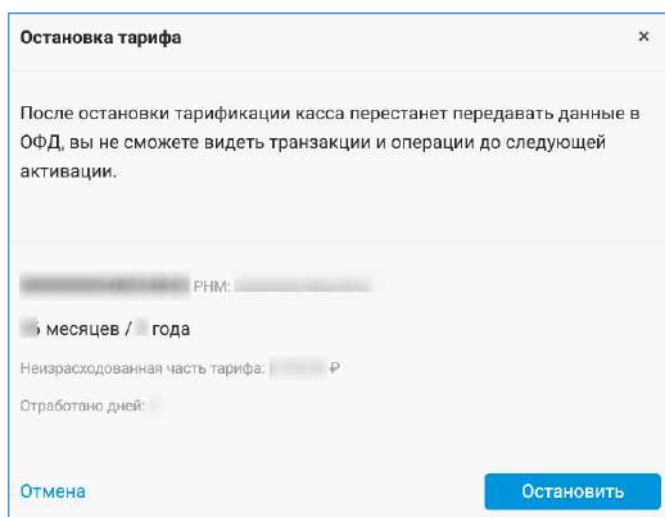 Остановка тарифа ×
После остановки тарификации касса перестанет передавать данные в
ОФД, вы не сможете видеть транзакции и операции до следующей
активации.
РНМ:
месяцев / года
Неизрасходованная часть тарифа: ₽
Отработано дней:
Отмена Остановить